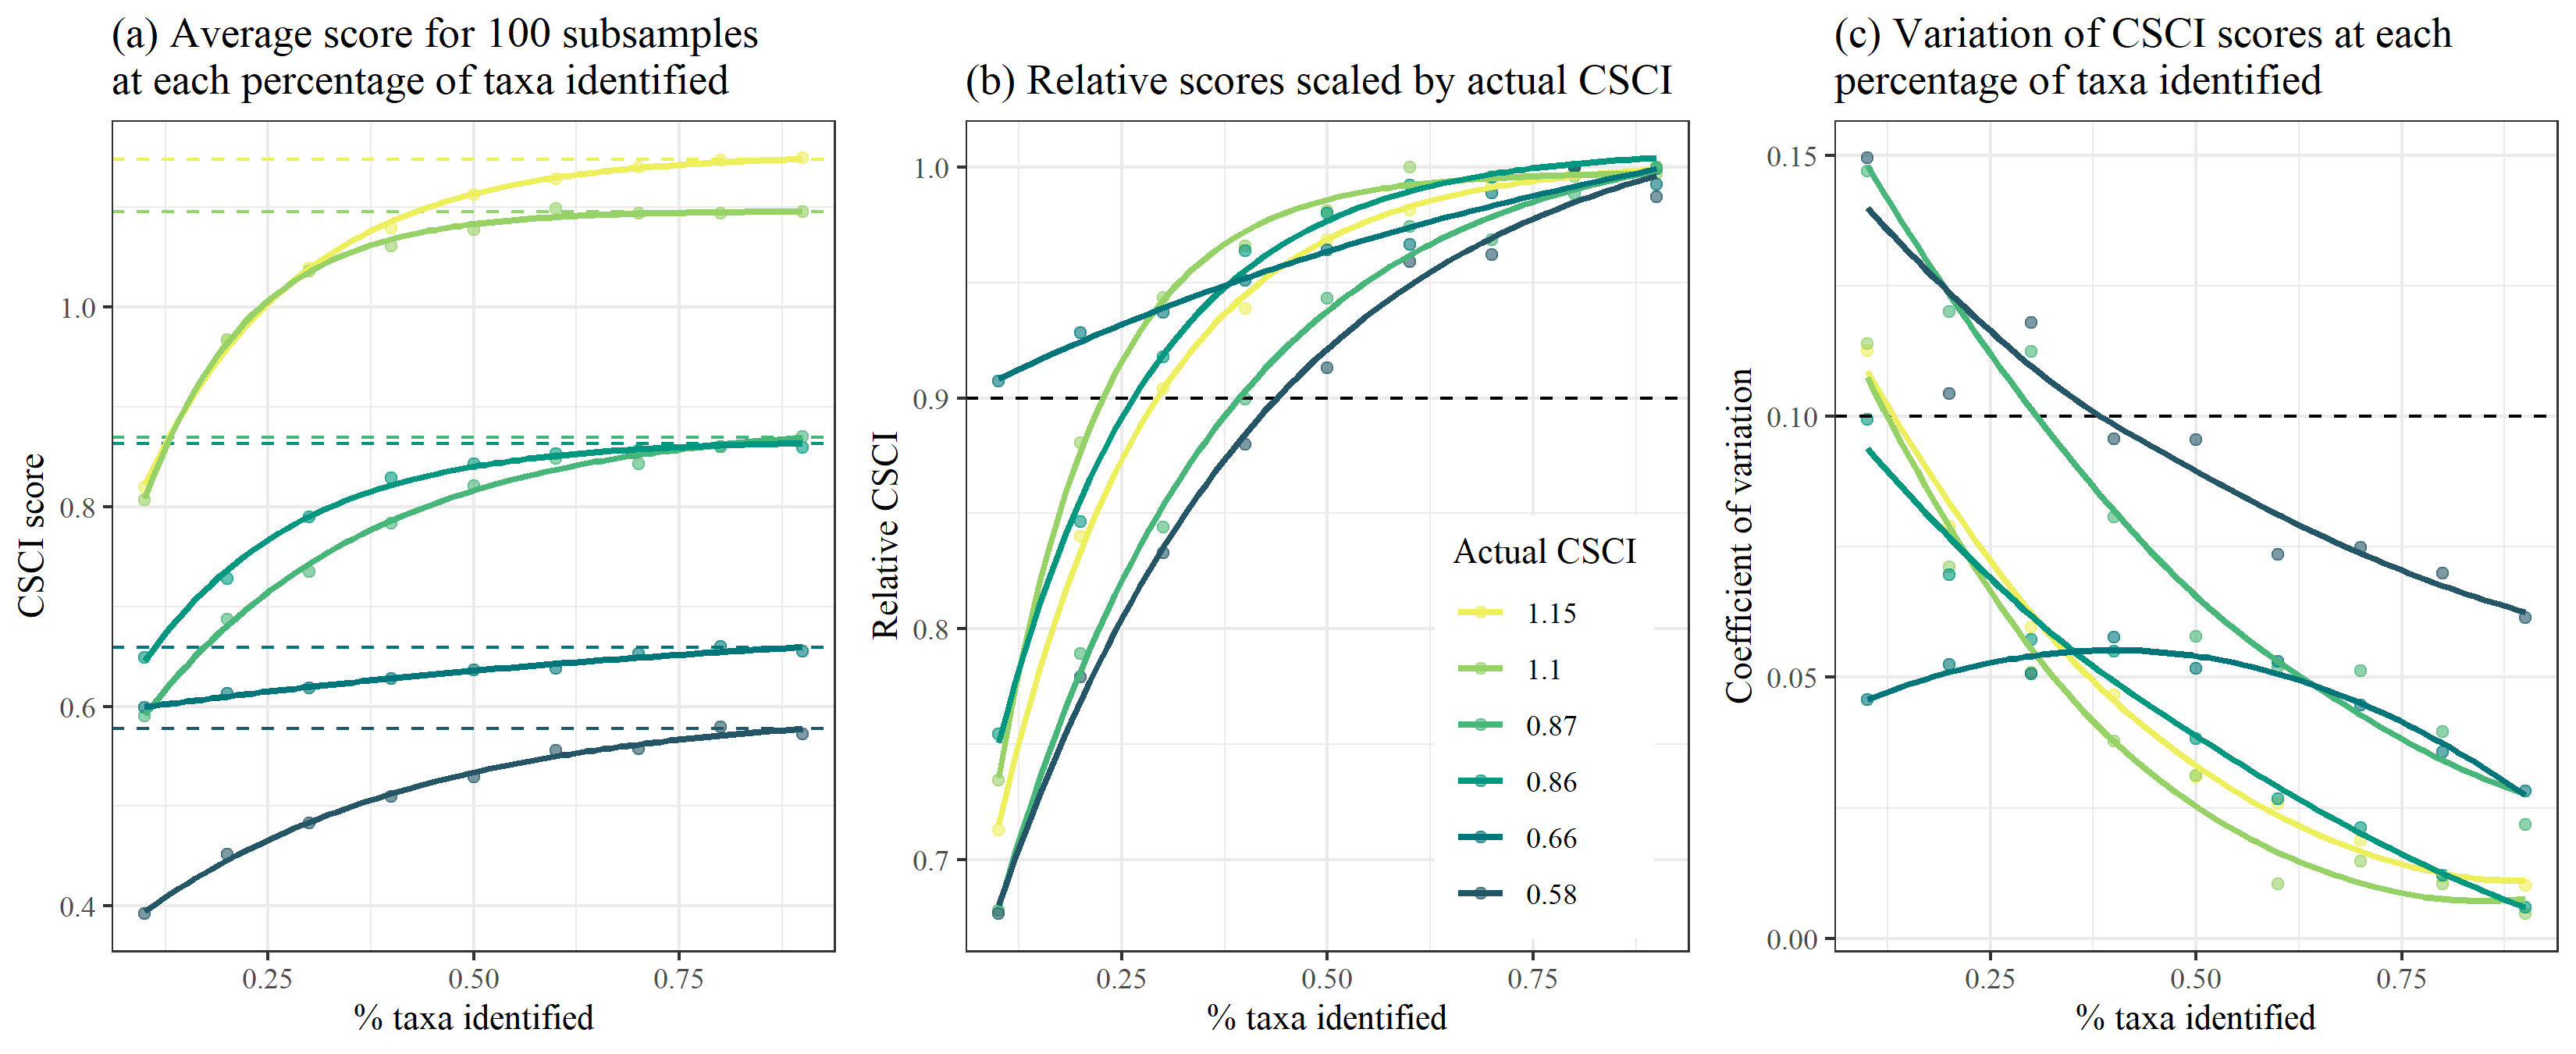 (a) Average score for 100 subsamples
at each percentage of taxa identified
CSCI score
1.0
0.8
0.6
0.4
0.25 0.50 0.75
% taxa identified
(b) Relative scores scaled by actual CSCI
Relative CSCI
1.0
0.9
0.8
0.7
Actual CSCI
1.15
1.1
0.87
0.86
0.66
0.58
0.25 0.50 0.75
% taxa identified
(c) Variation of CSCI scores at each
percentage of taxa identified
Coefficient of variation
0.15
0.10
0.05
0.00
0.25 0.50 0.75
% taxa identified